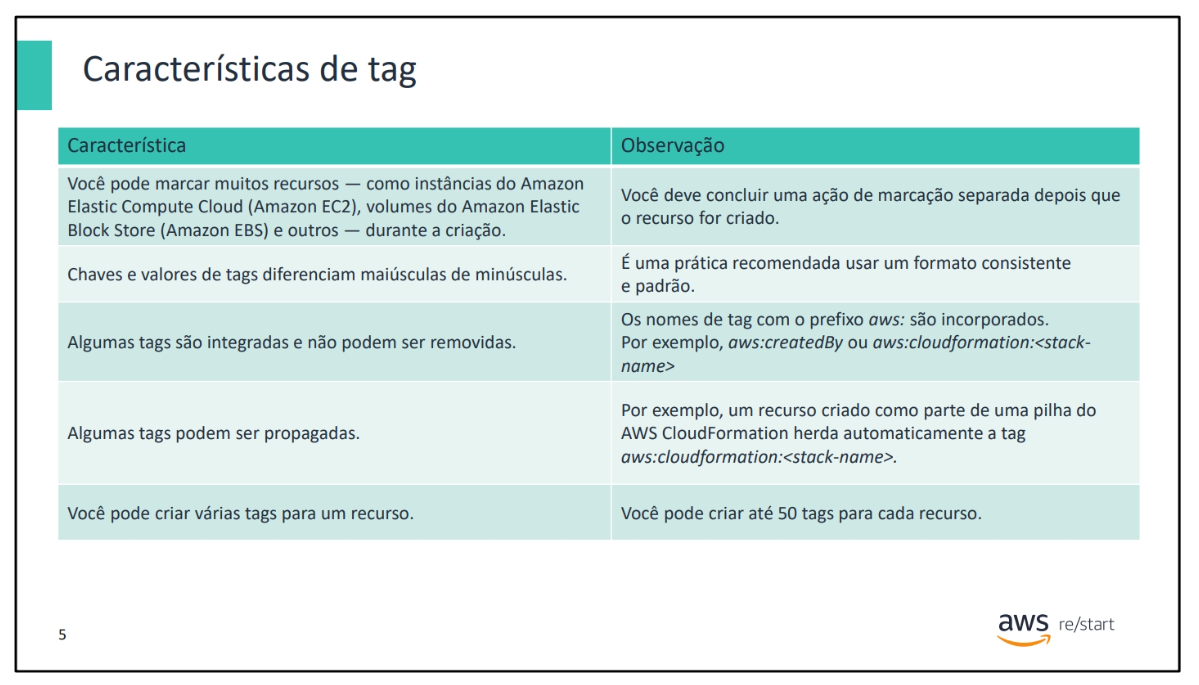 Características de tag
Característica
Observação
Você pode marcar muitos recursos — como instâncias do Amazon
Elastic Compute Cloud (Amazon EC2), volumes do Amazon Elastic
Block Store (Amazon EBS) e outros — durante a criação.
Você deve concluir uma ação de marcação separada depois que
o recurso for criado.
Chaves e valores de tags diferenciam maiúsculas de minúsculas.
É uma prática recomendada usar um formato consistente
e padrão.
Algumas tags são integradas e não podem ser removidas.
Os nomes de tag com o prefixo aws: são incorporados.
Por exemplo, aws:createdBy ou aws:cloudformation:<stack-
name>
Algumas tags podem ser propagadas.
Por exemplo, um recurso criado como parte de uma pilha do
AWS CloudFormation herda automaticamente a tag
aws:cloudformation:<stack-name>.
Você pode criar várias tags para um recurso.
Você pode criar até 50 tags para cada recurso.
5
aws re/start